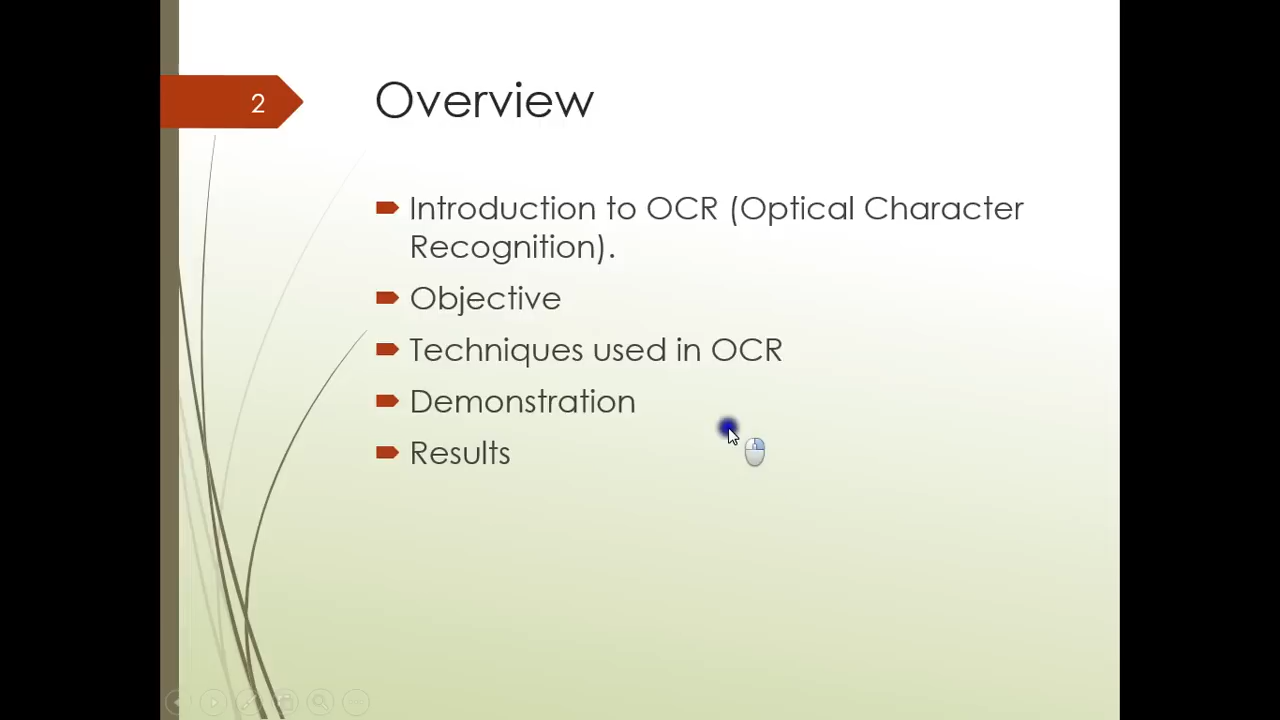 2
Overview
Introduction to OCR (Optical Character
Recognition).
Objective
Techniques used in OCR
Demonstration
Results